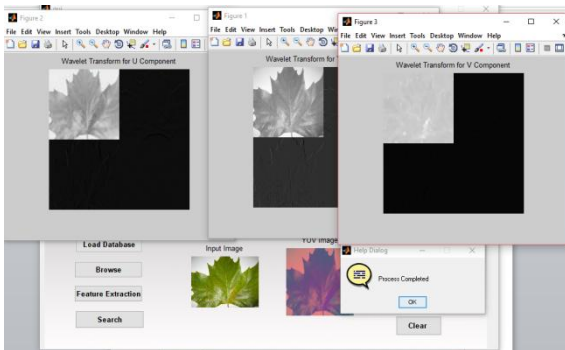 Figure 2
File Edit View Insert Tools Desktop Window Help
Wavelet Transform for U Component
Figure 1
File Edit View Insert Tools Desktop
Wavelet Transform for
Figure 3
File Edit View Insert Tools Desktop Window Help
Wavelet Transform for V Component
Load Database
Browse
Feature Extraction
Search
Input Image
YUV Image
Help Dialog
Process Completed
OK
Clear